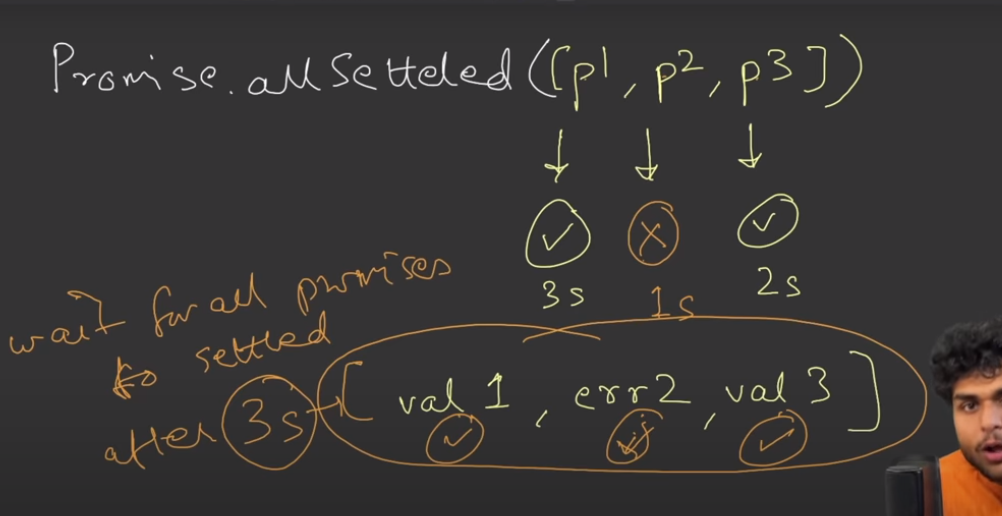 Promise.allSetteled([p1, p2, p3])
3s 1s 2s
wait for all promises
to settled
after 3s → [val 1, err2, val 3]
rej